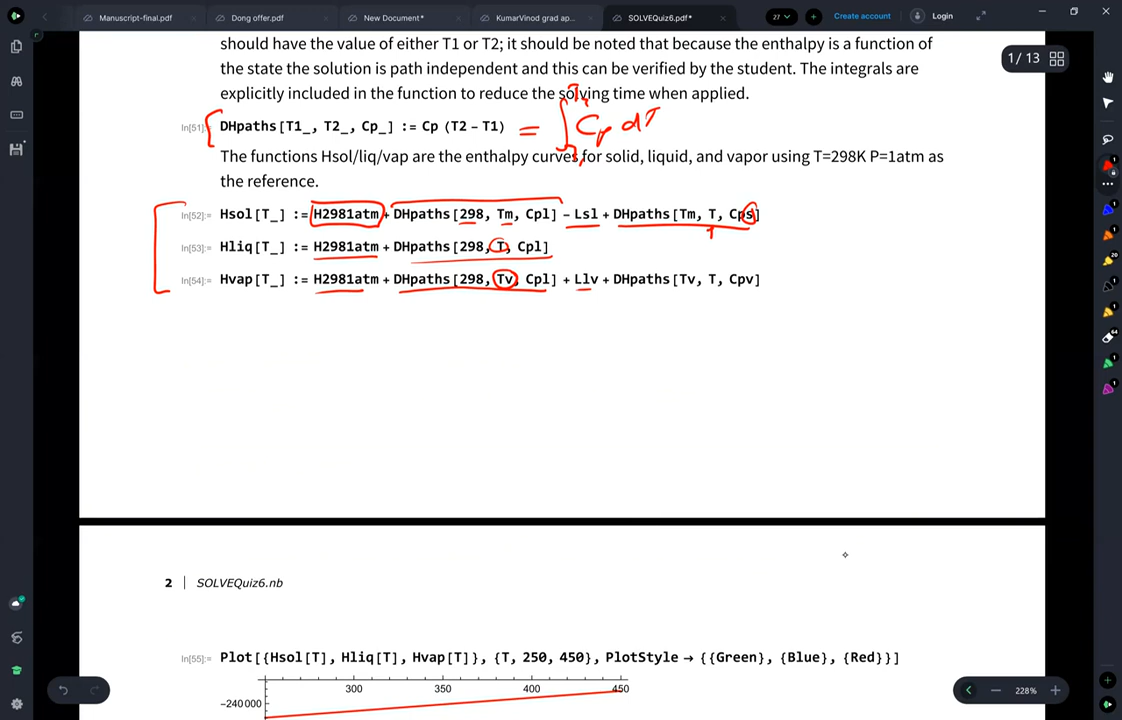 Manuscript-final.pdf
Dong offer.pdf
New Document*
KumarVinod grad ap...
SOLVEQuiz6.pdf*
27
Create account
Login
should have the value of either T1 or T2; it should be noted that because the enthalpy is a function of
1 / 13
the state the solution is path independent and this can be verified by the student. The integrals are
explicitly included in the function to reduce the solving time when applied.
In[51]:= DHpaths[T1_, T2_, Cp_] := Cp (T2 - T1) = ∫ Cp dT
The functions Hsol/liq/vap are the enthalpy curves for solid, liquid, and vapor using T=298K P=1atm as
the reference.
In[52]:= Hsol[T_] := H2981atm + DHpaths[298, Tm, Cpl] - Lsl + DHpaths[Tm, T, Cps]
In[53]:= Hliq[T_] := H2981atm + DHpaths[298, T, Cpl]
In[54]:= Hvap[T_] := H2981atm + DHpaths[298, Tv, Cpl] + Llv + DHpaths[Tv, T, Cpv]
2 | SOLVEQuiz6.nb
In[55]:= Plot[{Hsol[T], Hliq[T], Hvap[T]}, {T, 250, 450}, PlotStyle → {{Green}, {Blue}, {Red}}]
300 350 400 450
-240 000
228%